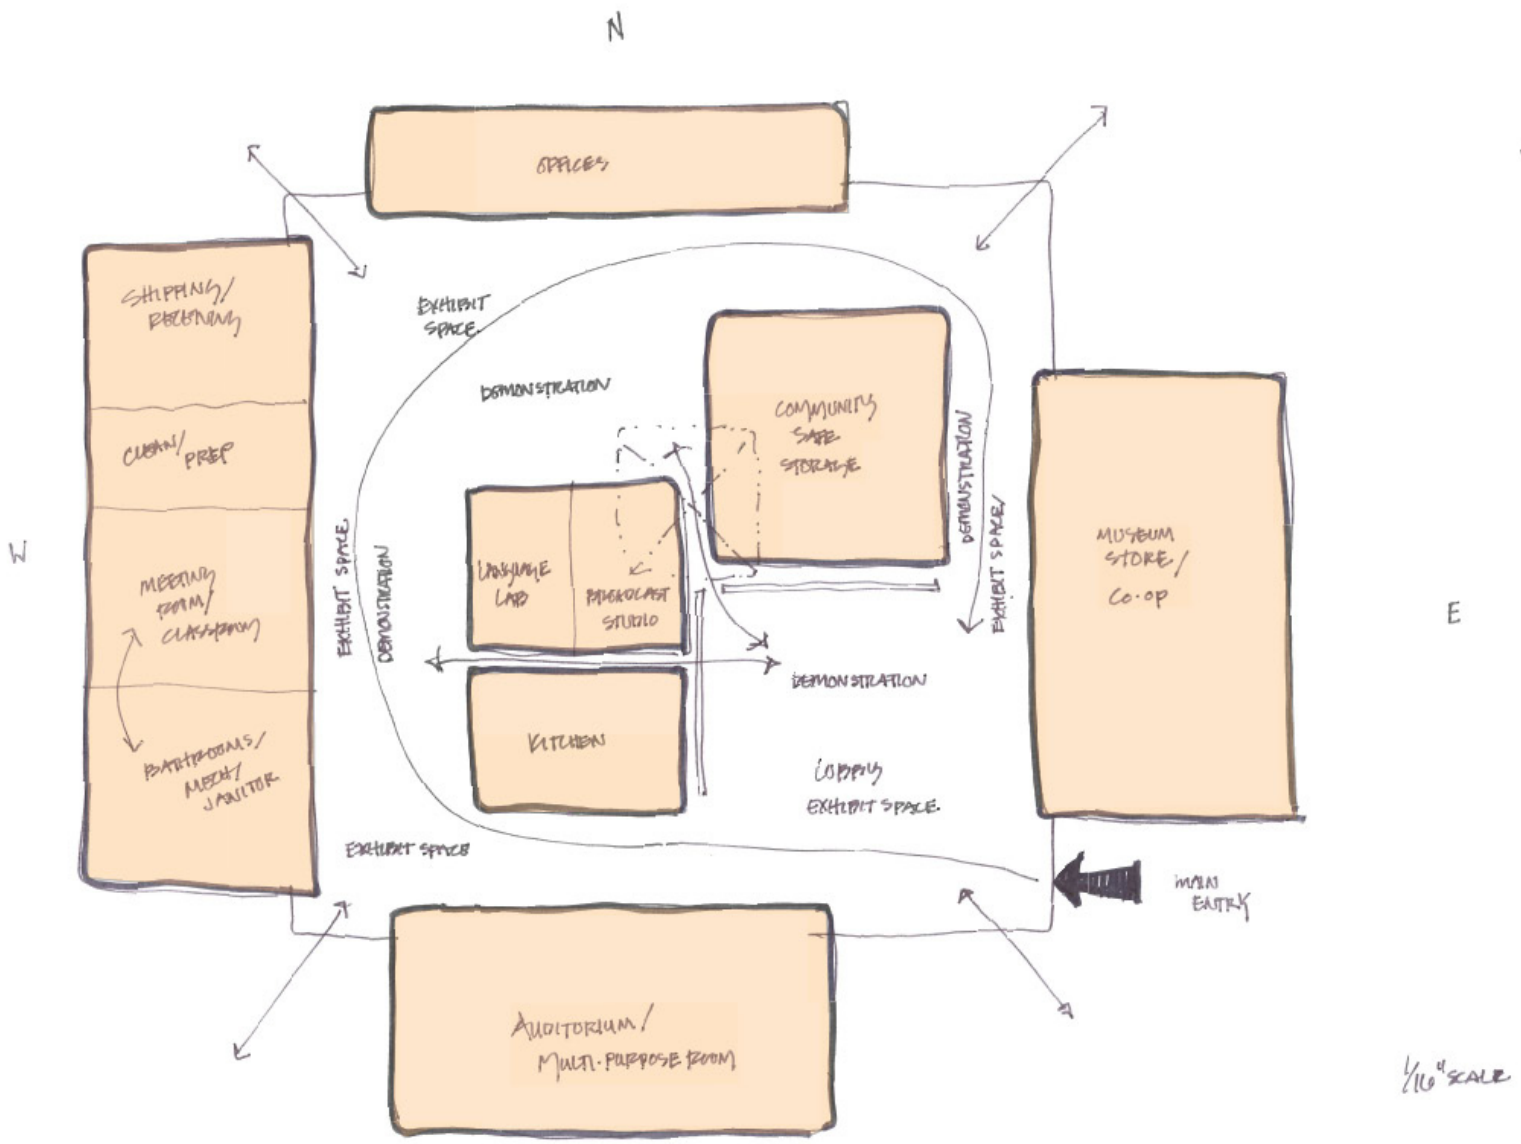 N
OFFICES
SHIPPING/
RECEIVING
EXHIBIT
SPACE
DEMONSTRATION
COMMUNITY
SAFE
STORAGE
DEMONSTRATION
EXHIBIT SPACE/
CLEAN/
PREP
W
MEETING
ROOM/
CLASSROOM
EXHIBIT SPACE
DEMONSTRATION
LANGUAGE
LAB
BROADCAST
STUDIO
MUSEUM
STORE/
CO-OP
E
DEMONSTRATION
BATHROOMS/
MECH/
JANITOR
KITCHEN
LOBBY
EXHIBIT SPACE
EXHIBIT SPACE
MAIN
ENTRY
AUDITORIUM/
MULTI-PURPOSE ROOM
1/16" SCALE